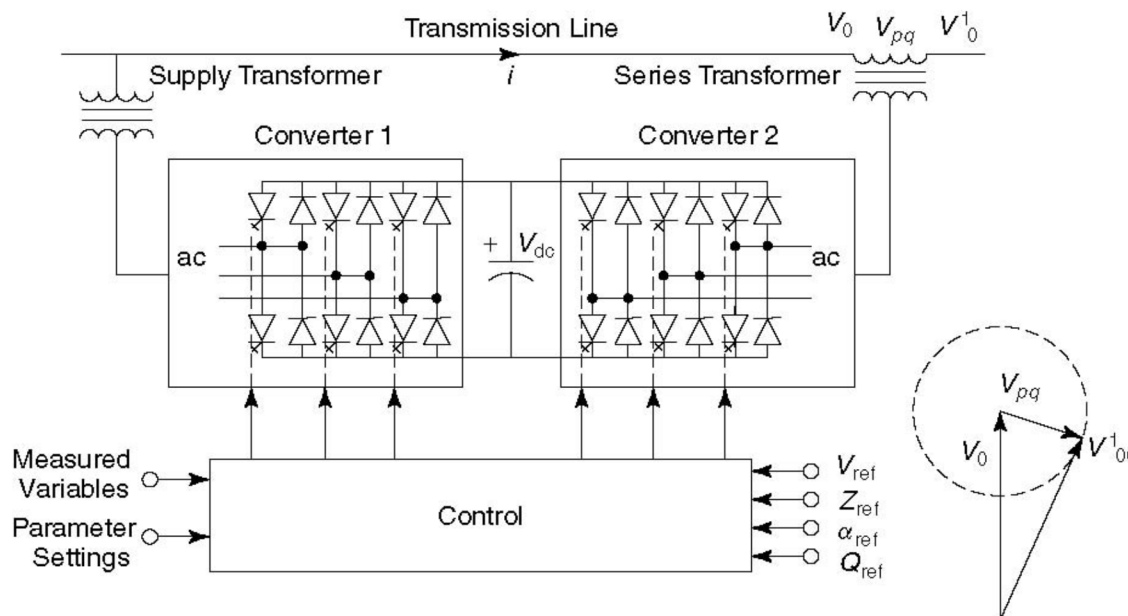 Transmission Line
i
V0 Vpq V10
Supply Transformer
Series Transformer
Converter 1
Converter 2
ac
+ Vdc
ac
Vpq
V0
V10
Measured
Variables
Parameter
Settings
Control
Vref
Zref
αref
Qref